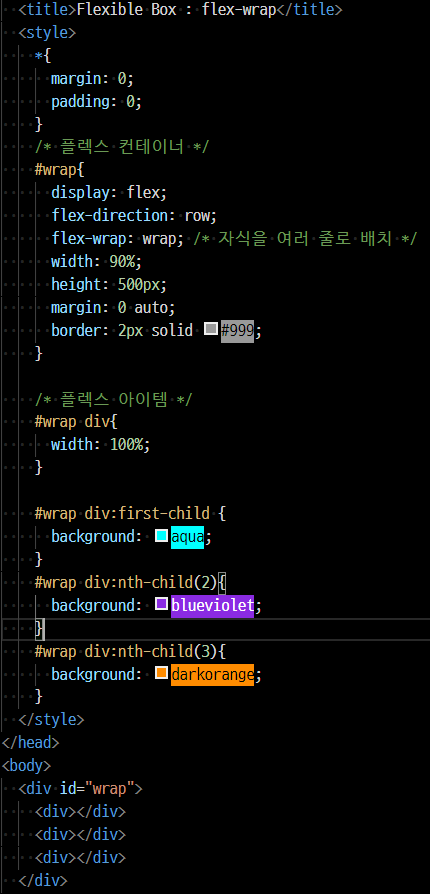 <title>Flexible Box : flex-wrap</title>
<style>
*{
margin: 0;
padding: 0;
}
/* 플렉스 컨테이너 */
#wrap{
display: flex;
flex-direction: row;
flex-wrap: wrap; /* 자식을 여러 줄로 배치 */
width: 90%;
height: 500px;
margin: 0 auto;
border: 2px solid #999;
}
/* 플렉스 아이템 */
#wrap div{
width: 100%;
}
#wrap div:first-child {
background: aqua;
}
#wrap div:nth-child(2){
background: blueviolet;
}
#wrap div:nth-child(3){
background: darkorange;
}
</style>
</head>
<body>
<div id="wrap">
<div></div>
<div></div>
<div></div>
</div>